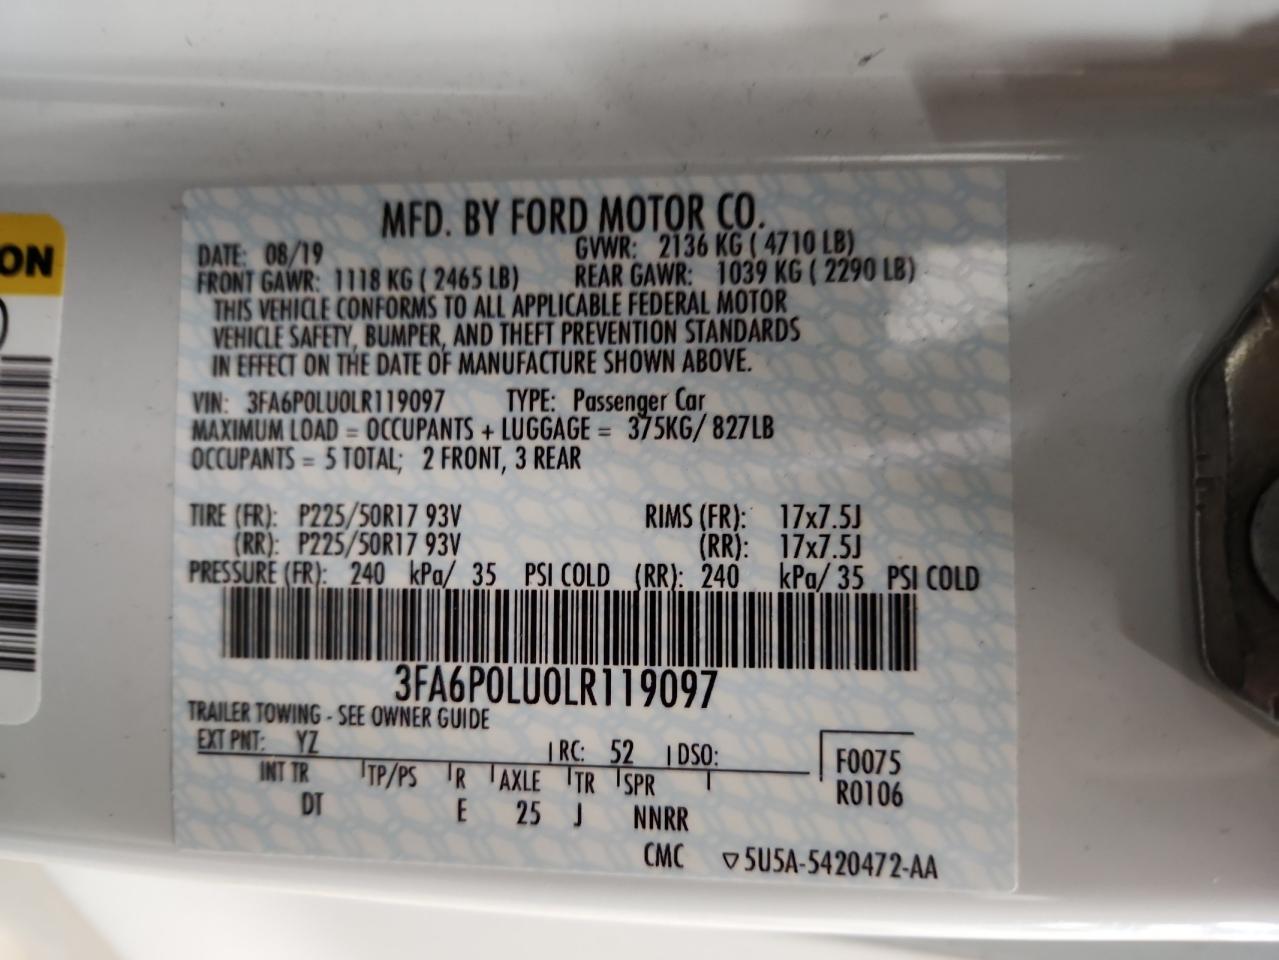 MFD. BY FORD MOTOR CO.
DATE: 08/19 GVWR: 2136 KG ( 4710 LB)
FRONT GAWR: 1118 KG ( 2465 LB) REAR GAWR: 1039 KG ( 2290 LB)
THIS VEHICLE CONFORMS TO ALL APPLICABLE FEDERAL MOTOR
VEHICLE SAFETY, BUMPER, AND THEFT PREVENTION STANDARDS
IN EFFECT ON THE DATE OF MANUFACTURE SHOWN ABOVE.
VIN: 3FA6P0LU0LR119097 TYPE: Passenger Car
MAXIMUM LOAD = OCCUPANTS + LUGGAGE = 375KG/ 827LB
OCCUPANTS = 5 TOTAL; 2 FRONT, 3 REAR
TIRE (FR): P225/50R17 93V RIMS (FR): 17x7.5J
(RR): P225/50R17 93V (RR): 17x7.5J
PRESSURE (FR): 240 kPa/ 35 PSI COLD (RR): 240 kPa/ 35 PSI COLD
3FA6P0LU0LR119097
TRAILER TOWING - SEE OWNER GUIDE
EXT PNT: YZ RC: 52 DSO:
F0075
INT TR TP/PS R AXLE TR SPR
R0106
DT E 25 J NNRR
CMC ▽5U5A-5420472-AA
ON